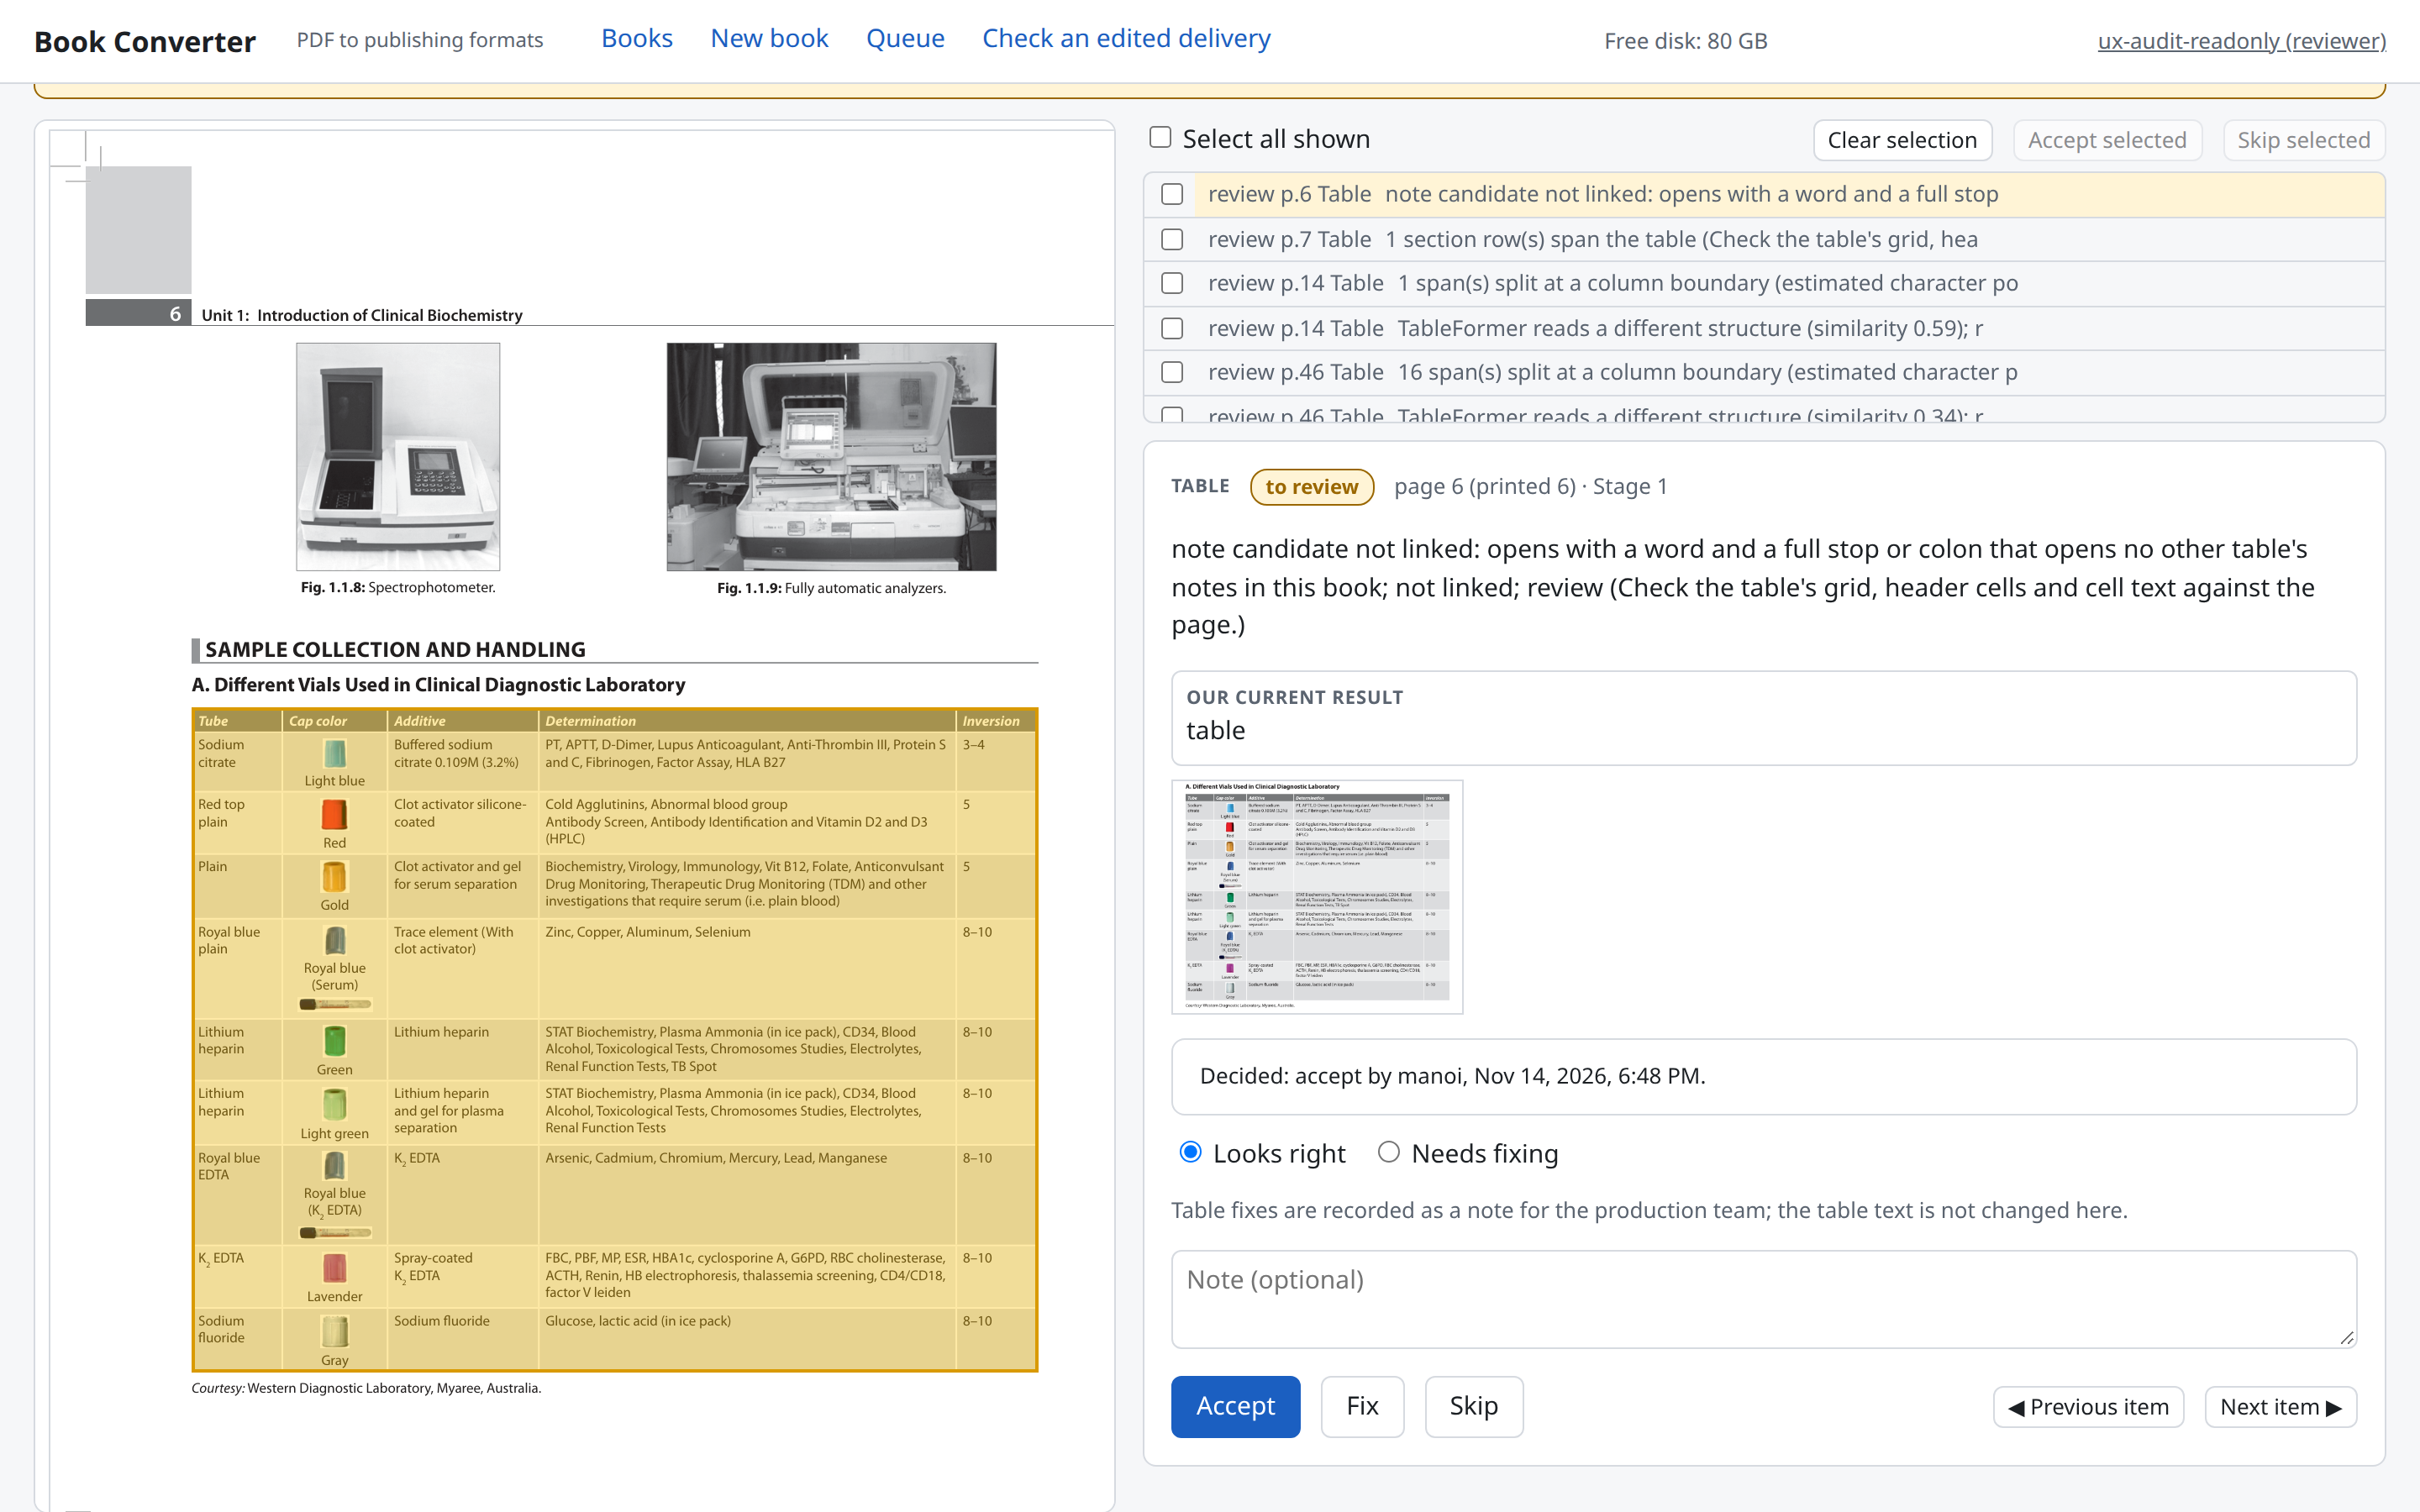 Book Converter
PDF to publishing formats
Books
New book
Queue
Check an edited delivery
Free disk: 80 GB
ux-audit-readonly (reviewer)
6
Unit 1: Introduction of Clinical Biochemistry
Fig. 1.1.8: Spectrophotometer.
Fig. 1.1.9: Fully automatic analyzers.
SAMPLE COLLECTION AND HANDLING
A. Different Vials Used in Clinical Diagnostic Laboratory
Tube Cap color Additive Determination Inversion
Sodium citrate
Light blue
Buffered sodium citrate 0.109M (3.2%)
PT, APTT, D-Dimer, Lupus Anticoagulant, Anti-Thrombin III, Protein S
and C, Fibrinogen, Factor Assay, HLA B27
3–4
Red top plain
Red
Clot activator silicone-coated
Cold Agglutinins, Abnormal blood group
Antibody Screen, Antibody Identification and Vitamin D2 and D3
(HPLC)
5
Plain
Gold
Clot activator and gel for serum separation
Biochemistry, Virology, Immunology, Vit B12, Folate, Anticonvulsant
Drug Monitoring, Therapeutic Drug Monitoring (TDM) and other
investigations that require serum (i.e. plain blood)
5
Royal blue plain
Royal blue
(Serum)
Trace element (With clot activator)
Zinc, Copper, Aluminum, Selenium
8–10
Lithium heparin
Green
Lithium heparin
STAT Biochemistry, Plasma Ammonia (in ice pack), CD34, Blood
Alcohol, Toxicological Tests, Chromosomes Studies, Electrolytes,
Renal Function Tests, TB Spot
8–10
Lithium heparin
Light green
Lithium heparin and gel for plasma separation
STAT Biochemistry, Plasma Ammonia (in ice pack), CD34, Blood
Alcohol, Toxicological Tests, Chromosomes Studies, Electrolytes,
Renal Function Tests
8–10
Royal blue EDTA
Royal blue
(K2 EDTA)
K2 EDTA
Arsenic, Cadmium, Chromium, Mercury, Lead, Manganese
8–10
K2 EDTA
Lavender
Spray-coated K2 EDTA
FBC, PBF, MP, ESR, HBA1c, cyclosporine A, G6PD, RBC cholinesterase,
ACTH, Renin, HB electrophoresis, thalassemia screening, CD4/CD18,
factor V leiden
8–10
Sodium fluoride
Gray
Sodium fluoride
Glucose, lactic acid (in ice pack)
8–10
Courtesy: Western Diagnostic Laboratory, Myaree, Australia.
Select all shown
Clear selection
Accept selected
Skip selected
review p.6 Table note candidate not linked: opens with a word and a full stop
review p.7 Table 1 section row(s) span the table (Check the table's grid, hea
review p.14 Table 1 span(s) split at a column boundary (estimated character po
review p.14 Table TableFormer reads a different structure (similarity 0.59); r
review p.46 Table 16 span(s) split at a column boundary (estimated character p
review p.46 Table TableFormer reads a different structure (similarity 0.34); r
TABLE
to review
page 6 (printed 6) · Stage 1
note candidate not linked: opens with a word and a full stop or colon that opens no other table's
notes in this book; not linked; review (Check the table's grid, header cells and cell text against the
page.)
OUR CURRENT RESULT
table
A. Different Vials Used in Clinical Diagnostic Laboratory
Decided: accept by manoi, Nov 14, 2026, 6:48 PM.
Looks right
Needs fixing
Table fixes are recorded as a note for the production team; the table text is not changed here.
Note (optional)
Accept
Fix
Skip
◀ Previous item
Next item ▶